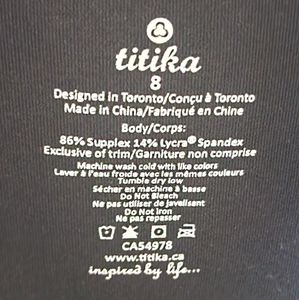 titika
8
Designed in Toronto/Conçu à Toronto
Made in China/Fabriqué en Chine
Body/Corps:
86% Supplex 14% Lycra® Spandex
Exclusive of trim/Garniture non comprise
Machine wash cold with like colors
Laver à l'eau froide avec les mêmes couleurs
Tumble dry low
Sécher en machine à basse
Do Not Bleach
Ne pas utiliser de javelisant
Do Not Iron
Ne pas repasser
CA54978
www.titika.ca
inspired by life...